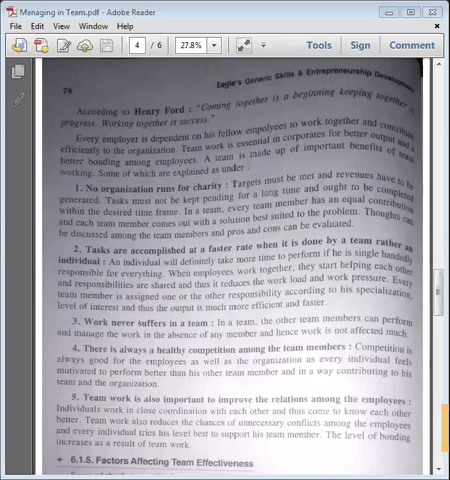 Managing in Team.pdf - Adobe Reader
File Edit View Window Help
4 / 6 27.8% Tools Sign Comment
74 Eagle's Generic Skills & Entrepreneurship Development
According to Henry Ford : "Coming together is a beginning keeping together is
progress. Working together is success."
Every employer is dependent on his fellow empolyees to work together and contribute
efficiently to the organization. Team work is essential in corporates for better output and a
better bonding among employees. A team is made up of important benefits of team
working. Some of which are explained as under :
1. No organization runs for charity : Targets must be met and revenues have to be
generated. Tasks must not be kept pending for a long time and ought to be completed
within the desired time frame. In a team, every team member has an equal contribution
and each team member comes out with a solution best suited to the problem. Thoughts can
be discussed among the team members and pros and cons can be evaluated.
2. Tasks are accomplished at a faster rate when it is done by a team rather an
individual : An individual will definitely take more time to perform if he is single handedly
responsible for everything. When employees work together, they start helping each other
and responsibilities are shared and thus it reduces the work load and work pressure. Every
team member is assigned one or the other responsibility according to his specialization,
level of interest and thus the output is much more efficient and faster.
3. Work never suffers in a team : In a team, the other team members can perform
and manage the work in the absence of any member and hence work is not affected much.
4. There is always a healthy competition among the team members : Competition is
always good for the employees as well as the organization as every individual feels
motivated to perform better than his other team member and in a way contributing to his
team and the organization.
5. Team work is also important to improve the relations among the employees :
Individuals work in close coordination with each other and thus come to know each other
better. Team work also reduces the chances of unnecessary conflicts among the employees
and every individual tries his level best to support his team member. The level of bonding
increases as a result of team work.
+ 6.1.5. Factors Affecting Team Effectiveness